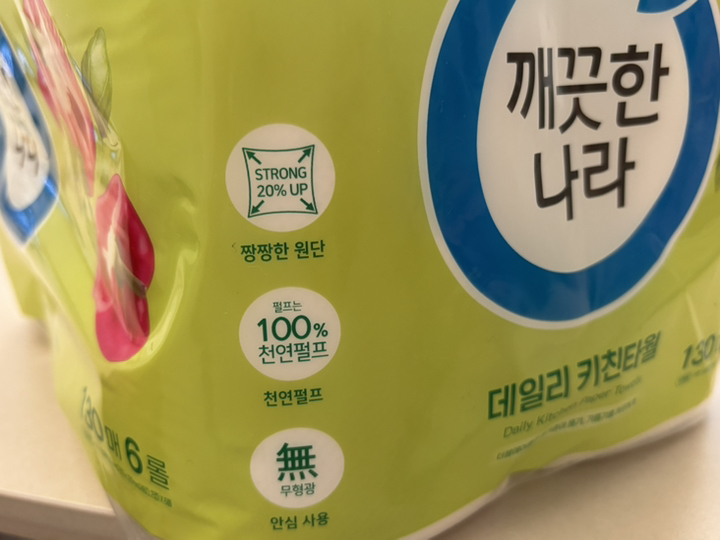 깨끗한
나라
STRONG
20% UP
짱짱한 원단
펄프는
100%
천연펄프
천연펄프
無
무형광
안심 사용
데일리 키친타월
Daily Kitchen Paper Towels
130
130매 6롤
나라